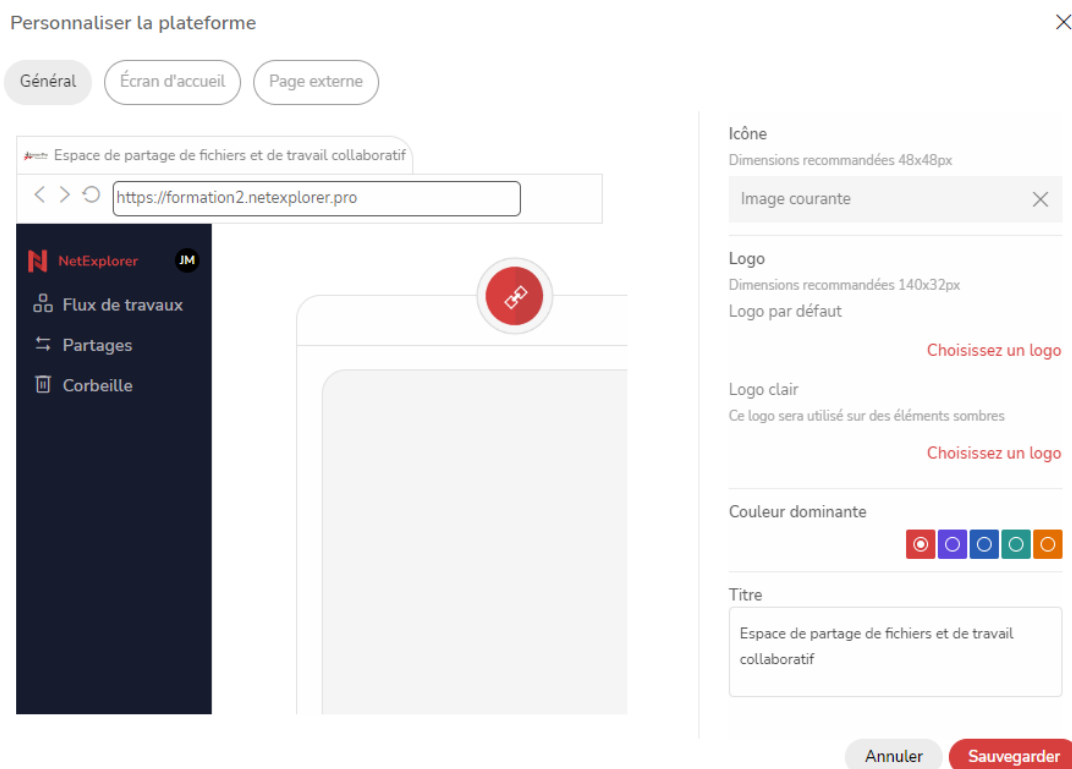 Personnaliser la plateforme
Général
Écran d'accueil
Page externe
Espace de partage de fichiers et de travail collaboratif
https://formation2.netexplorer.pro
NetExplorer
JM
Flux de travaux
Partages
Corbeille
Icône
Dimensions recommandées 48x48px
Image courante
Logo
Dimensions recommandées 140x32px
Logo par défaut
Choisissez un logo
Logo clair
Ce logo sera utilisé sur des éléments sombres
Choisissez un logo
Couleur dominante
Titre
Espace de partage de fichiers et de travail
collaboratif
Annuler
Sauvegarder